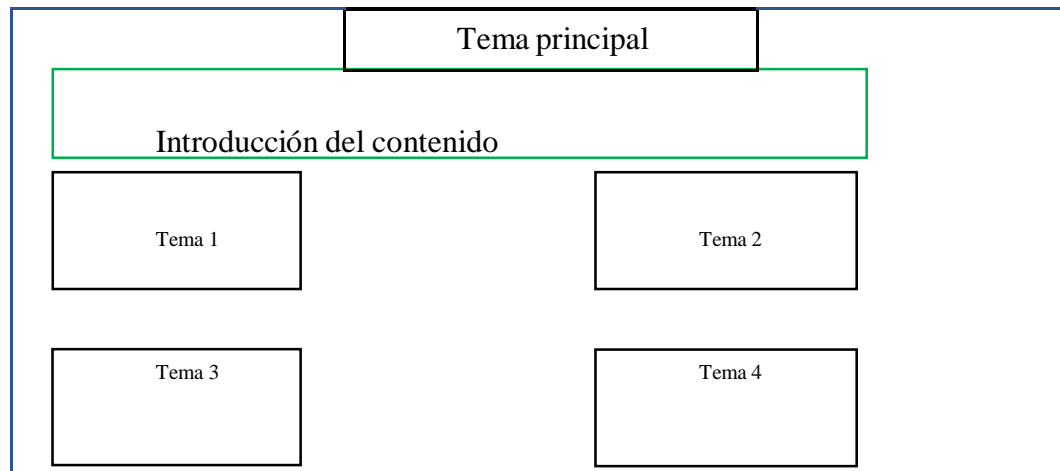 Tema principal
Introducción del contenido
Tema 1
Tema 2
Tema 3
Tema 4